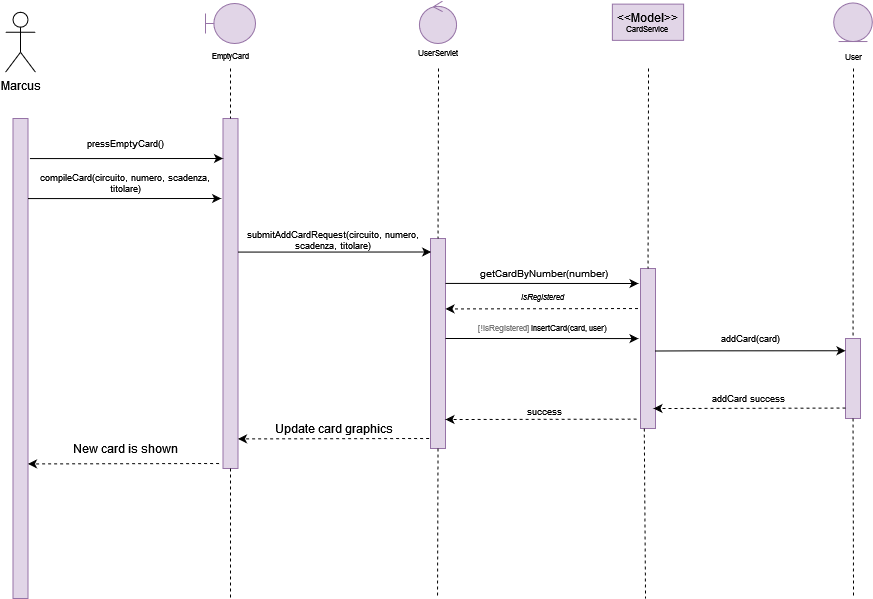 <<Model>>
CardService
EmptyCard
UserServlet
User
Marcus
pressEmptyCard()
compileCard(circuito, numero, scadenza,
titolare)
submitAddCardRequest(circuito, numero,
scadenza, titolare)
getCardByNumber(number)
isRegistered
[!isRegistered] insertCard(card, user)
addCard(card)
addCard success
success
Update card graphics
New card is shown